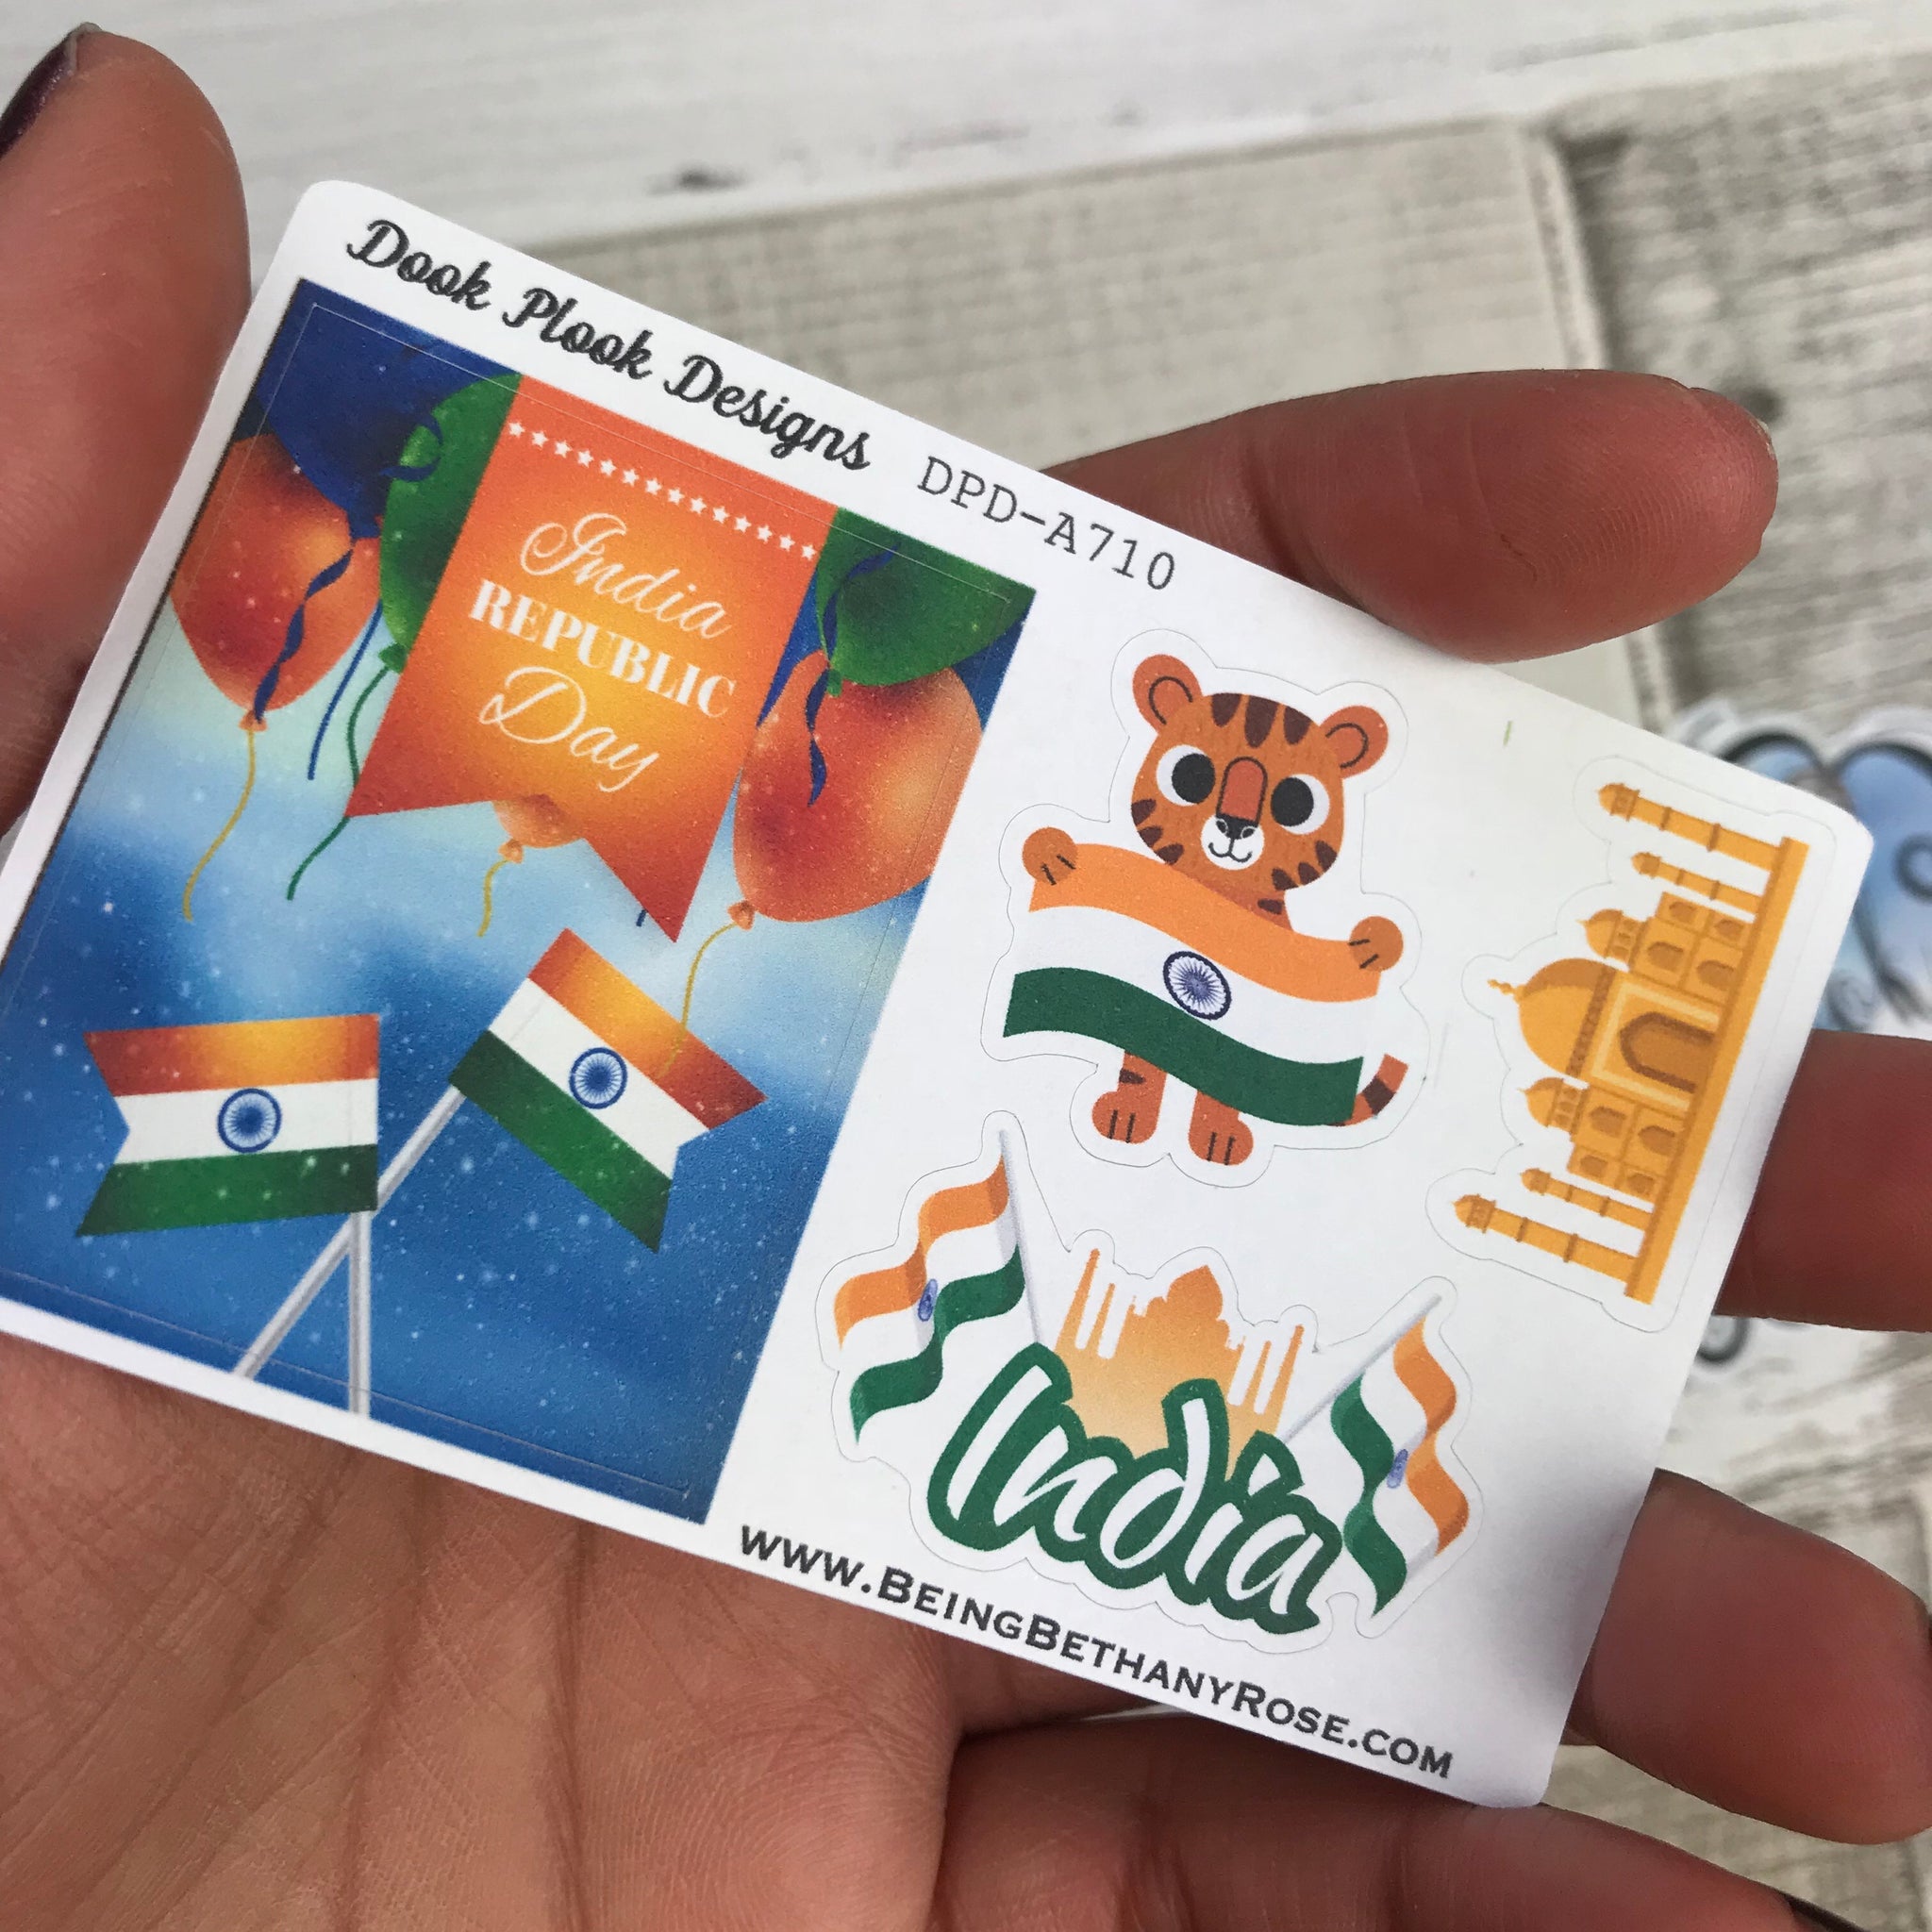 Dook Plook Designs DPD-A710
India
REPUBLIC
Day
India
www.BeingBethanyRose.com